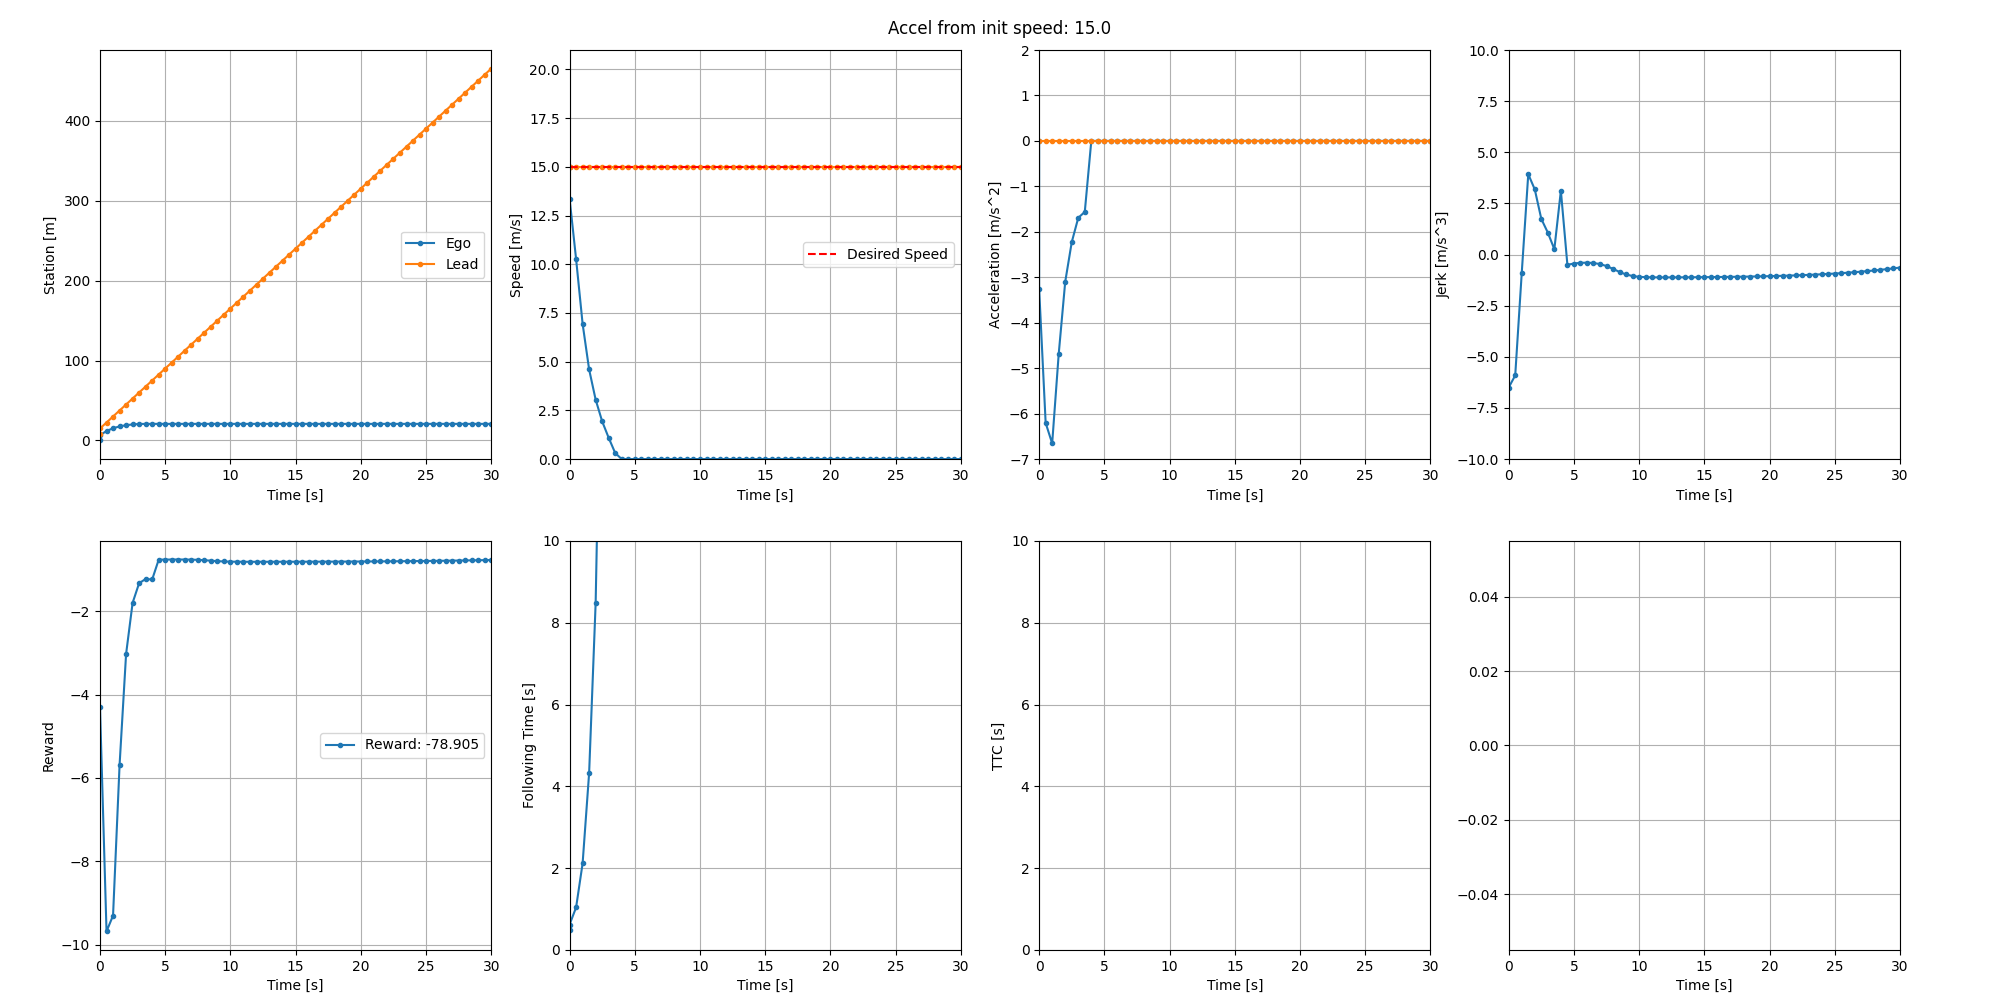 Accel from init speed: 15.0
Station [m]
400
300
200
100
0
0 5 10 15 20 25 30
Time [s]
Ego
Lead
Speed [m/s]
20.0
17.5
15.0
12.5
10.0
7.5
5.0
2.5
0.0
0 5 10 15 20 25 30
Time [s]
Desired Speed
Acceleration [m/s^2]
2
1
0
−1
−2
−3
−4
−5
−6
−7
0 5 10 15 20 25 30
Time [s]
Jerk [m/s^3]
10.0
7.5
5.0
2.5
0.0
−2.5
−5.0
−7.5
−10.0
0 5 10 15 20 25 30
Time [s]
Reward
−2
−4
−6
−8
−10
0 5 10 15 20 25 30
Time [s]
Reward: -78.905
Following Time [s]
10
8
6
4
2
0
0 5 10 15 20 25 30
Time [s]
TTC [s]
10
8
6
4
2
0
0 5 10 15 20 25 30
Time [s]
0.04
0.02
0.00
−0.02
−0.04
0 5 10 15 20 25 30
Time [s]